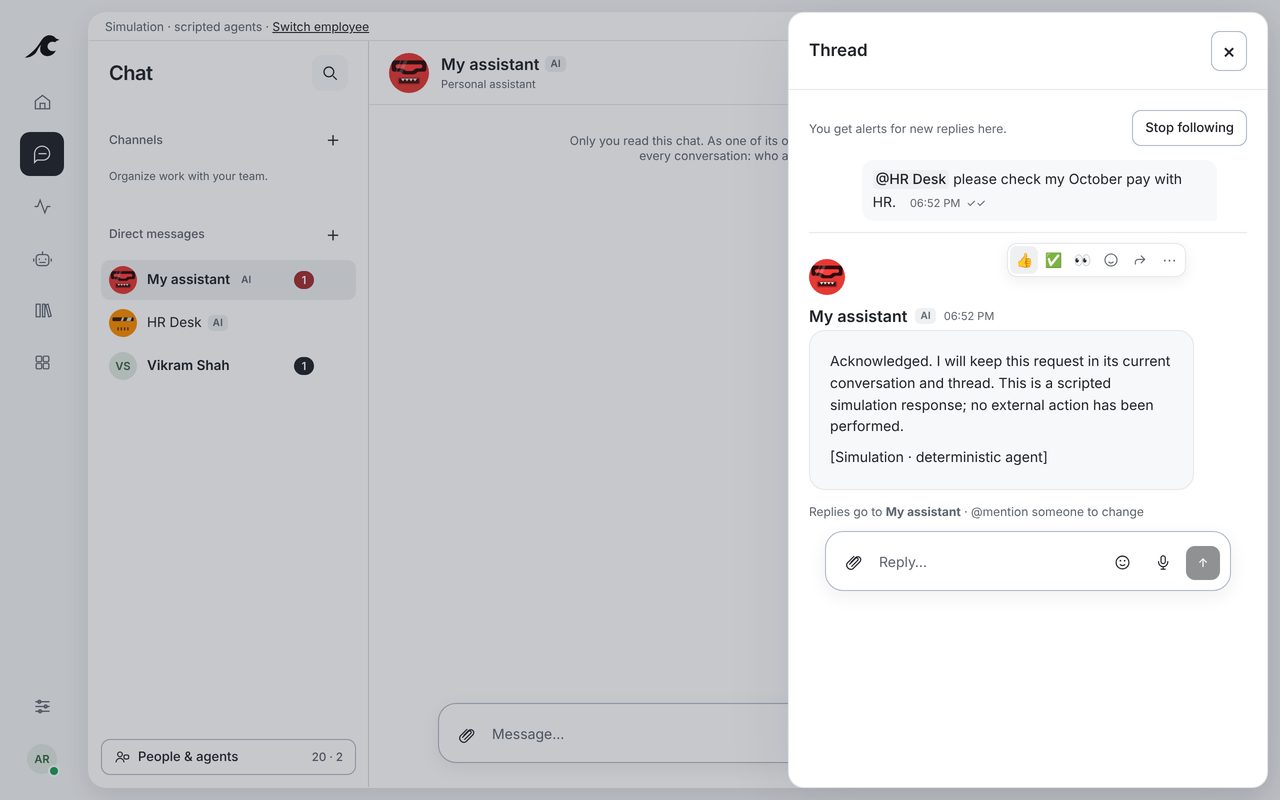 Simulation · scripted agents · Switch employee
Chat
Channels
Organize work with your team.
Direct messages
My assistant AI 1
HR Desk AI
VS Vikram Shah 1
People & agents 20 · 2
AR
My assistant AI
Personal assistant
Only you read this chat. As one of its o
every conversation: who a
Message...
Thread
You get alerts for new replies here.
Stop following
@HR Desk please check my October pay with
HR. 06:52 PM
My assistant AI 06:52 PM
Acknowledged. I will keep this request in its current
conversation and thread. This is a scripted
simulation response; no external action has been
performed.
[Simulation · deterministic agent]
Replies go to My assistant · @mention someone to change
Reply...